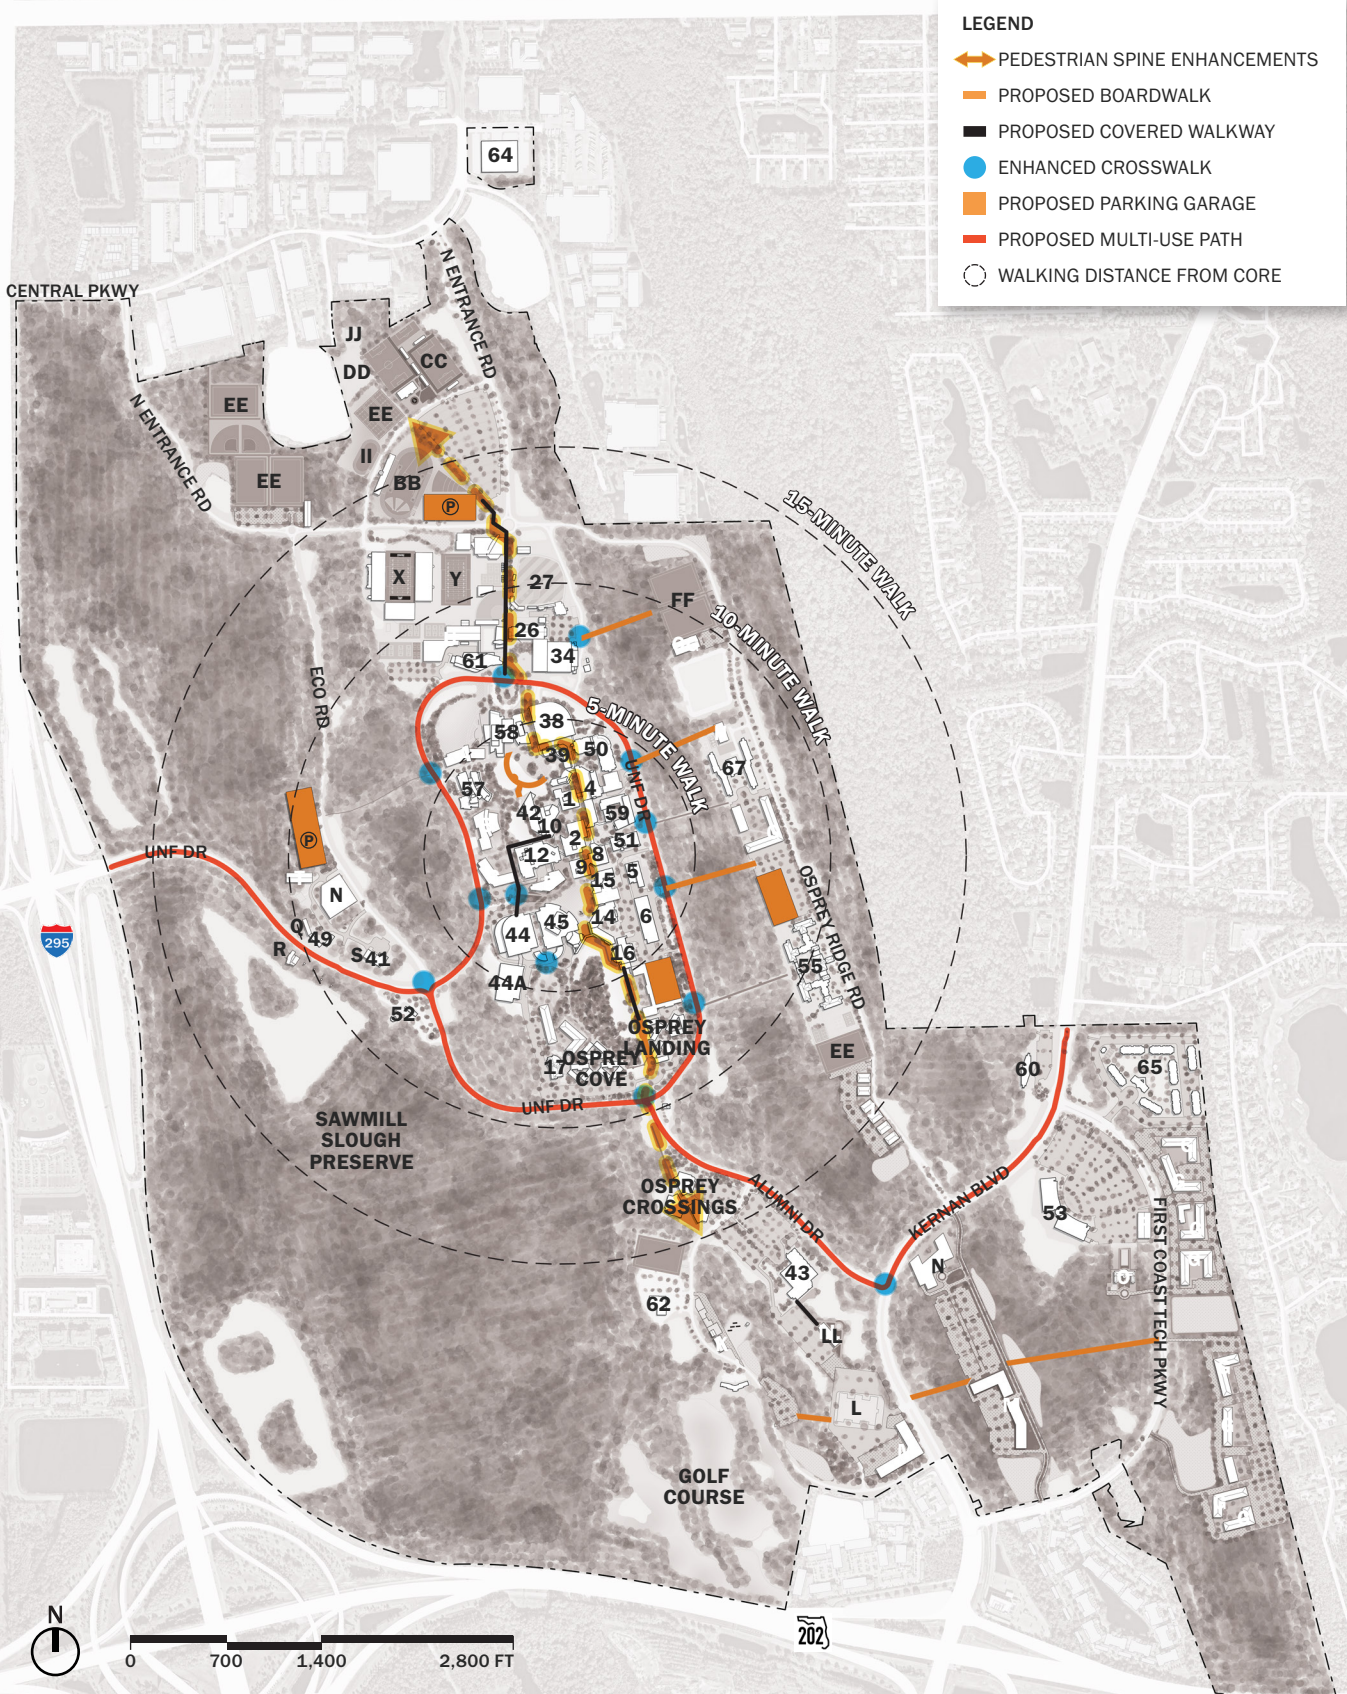 LEGEND
PEDESTRIAN SPINE ENHANCEMENTS
PROPOSED BOARDWALK
PROPOSED COVERED WALKWAY
ENHANCED CROSSWALK
PROPOSED PARKING GARAGE
PROPOSED MULTI-USE PATH
WALKING DISTANCE FROM CORE
64
CENTRAL PKWY
N ENTRANCE RD
JJ
CC
DD
EE
EE
N ENTRANCE RD
II
EE
BB
P
15-MINUTE WALK
X
Y
27
FF
10-MINUTE WALK
26
34
61
ECO RD
5-MINUTE WALK
38
58
50
39
UNF DR
67
57
4
1
42
59
10
2
51
P
12
8
9
5
15
UNF DR
OSPREY RIDGE RD
N
14
6
45
Q
44
49
R
S
41
16
295
55
44A
52
OSPREY
LANDING
EE
17
OSPREY
COVE
60
65
UNF DR
SAWMILL
SLOUGH
PRESERVE
OSPREY
CROSSINGS
ALUMNI DR
KERNAN BLVD
53
FIRST COAST TECH PKWY
43
N
62
LL
L
GOLF
COURSE
N
202
0
700
1,400
2,800 FT